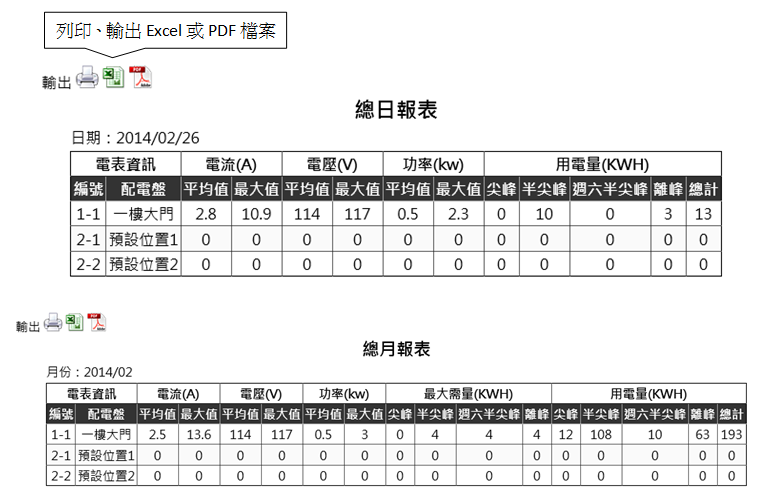 列印、輸出 Excel 或 PDF 檔案
輸出
總日報表
日期：2014/02/26
電表資訊 電流(A) 電壓(V) 功率(kw) 用電量(KWH)
編號 配電盤 平均值 最大值 平均值 最大值 平均值 最大值 尖峰 半尖峰 週六半尖峰 離峰 總計
1-1 一樓大門 2.8 10.9 114 117 0.5 2.3 0 10 0 3 13
2-1 預設位置1 0 0 0 0 0 0 0 0 0 0 0
2-2 預設位置2 0 0 0 0 0 0 0 0 0 0 0
輸出
總月報表
月份：2014/02
電表資訊 電流(A) 電壓(V) 功率(kw) 最大需量(KWH) 用電量(KWH)
編號 配電盤 平均值 最大值 平均值 最大值 平均值 最大值 尖峰 半尖峰 週六半尖峰 離峰 尖峰 半尖峰 週六半尖峰 離峰 總計
1-1 一樓大門 2.5 13.6 114 117 0.5 3 0 4 4 4 12 108 10 63 193
2-1 預設位置1 0 0 0 0 0 0 0 0 0 0 0 0 0 0 0
2-2 預設位置2 0 0 0 0 0 0 0 0 0 0 0 0 0 0 0